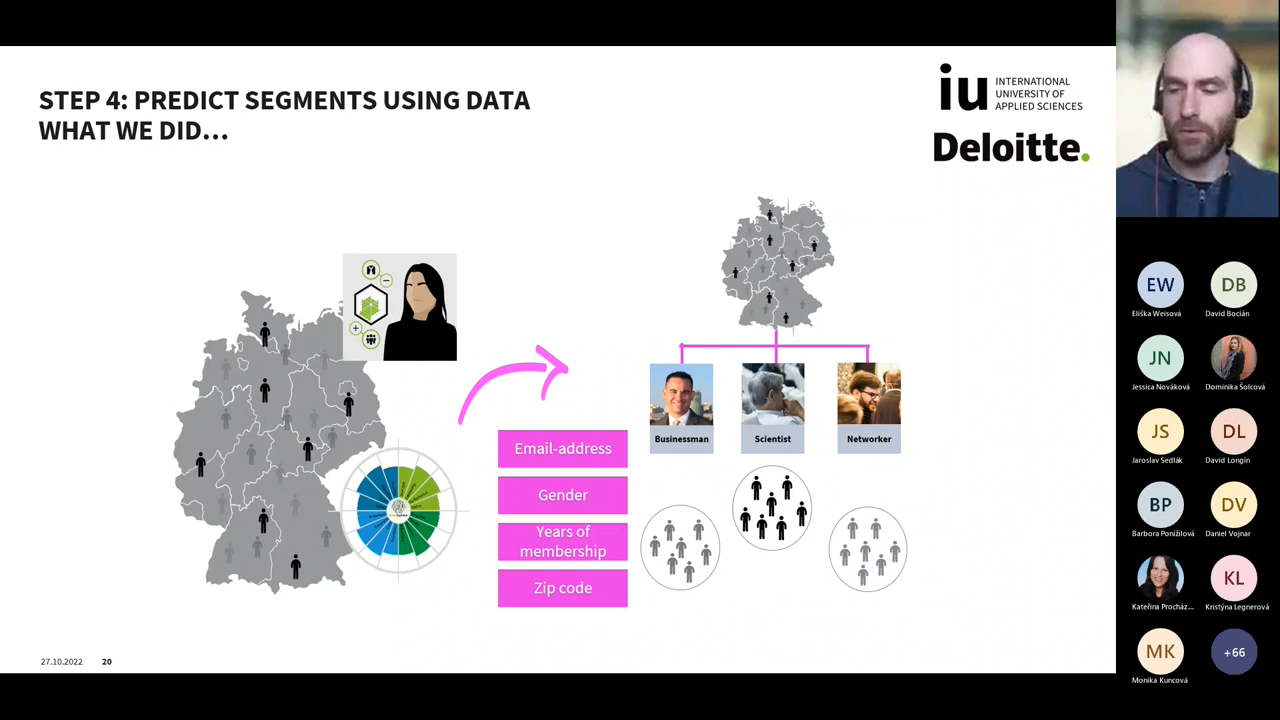 STEP 4: PREDICT SEGMENTS USING DATA
WHAT WE DID...
iu
INTERNATIONAL
UNIVERSITY OF
APPLIED SCIENCES
Deloitte.
Email-address
Gender
Years of
membership
Zip code
Businessman
Scientist
Networker
27.10.2022
20
EW
Eliška Weisová
DB
David Bocián
JN
Jessica Nováková
Dominika Šolcová
JS
Jaroslav Sedlák
DL
David Longín
BP
Barbora Ponížilová
DV
Daniel Vojnar
Kateřina Procház...
KL
Kristýna Legnerová
MK
Monika Kuncová
+66